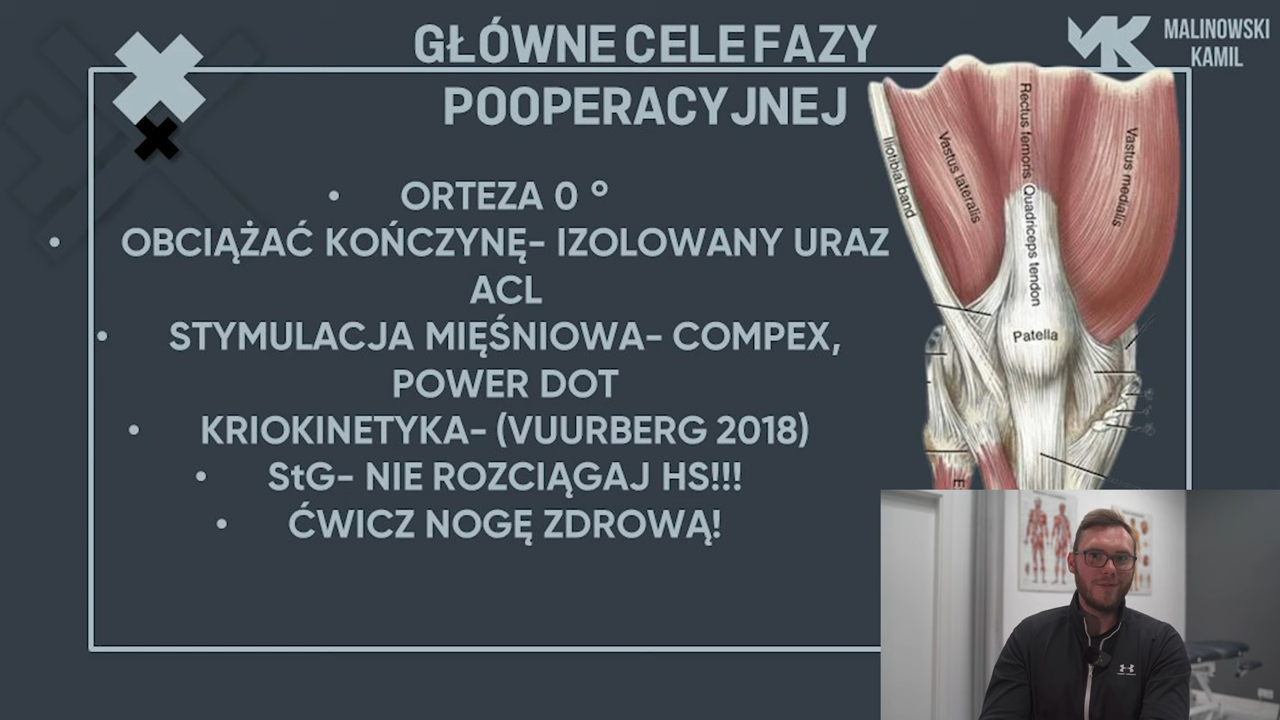 GŁÓWNE CELE FAZY
POOPERACYJNEJ
MALINOWSKI
KAMIL
• ORTEZA 0 °
• OBCIĄŻAĆ KOŃCZYNĘ- IZOLOWANY URAZ
ACL
• STYMULACJA MIĘŚNIOWA- COMPEX,
POWER DOT
• KRIOKINETYKA- (VUURBERG 2018)
• StG- NIE ROZCIĄGAJ HS!!!
• ĆWICZ NOGĘ ZDROWĄ!
Iliotibial band
Vastus lateralis
Rectus femoris
Quadriceps tendon
Vastus medialis
Patella